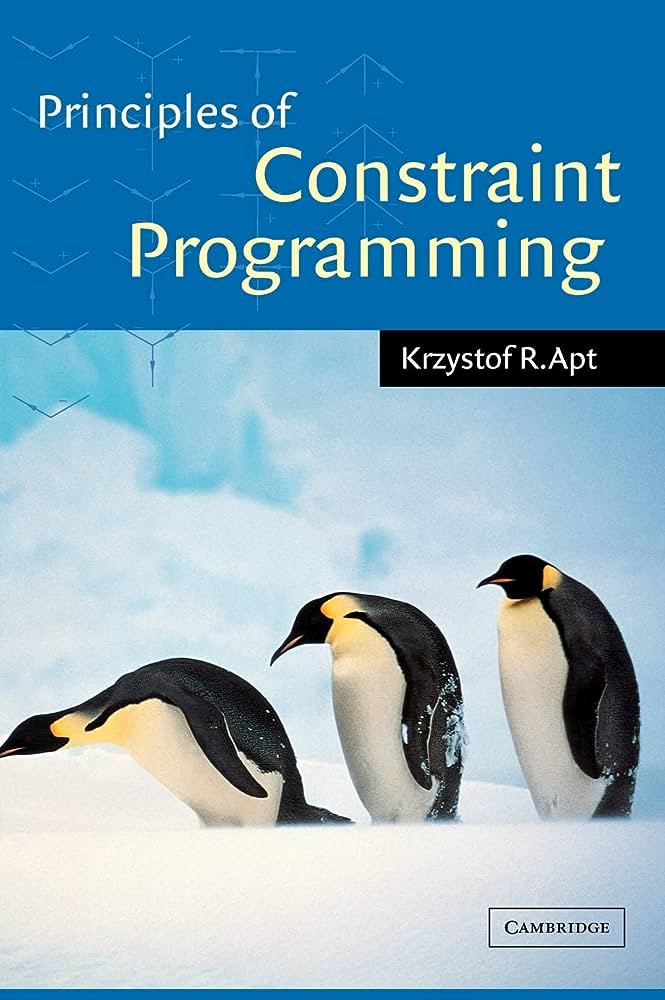 Principles of
Constraint
Programming
Krzystof R.Apt
CAMBRIDGE